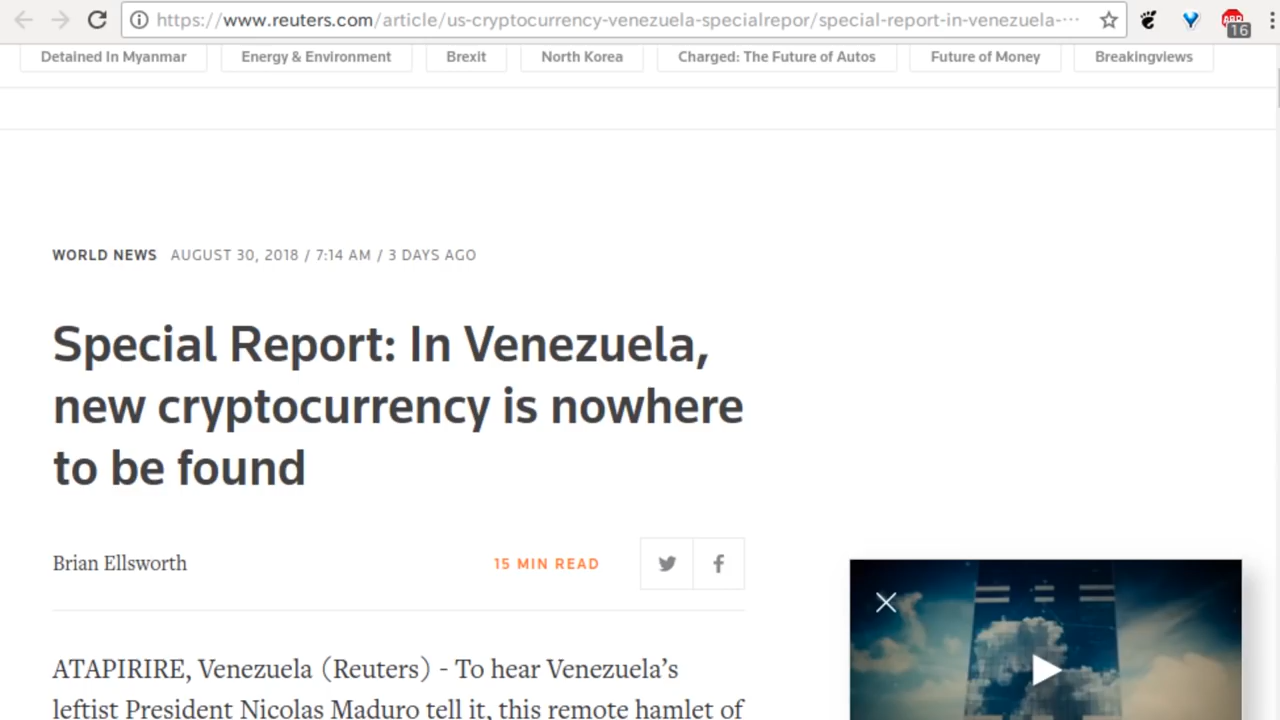 https://www.reuters.com/article/us-cryptocurrency-venezuela-specialrepor/special-report-in-venezuela-···
16
Detained In Myanmar
Energy & Environment
Brexit
North Korea
Charged: The Future of Autos
Future of Money
Breakingviews
WORLD NEWS AUGUST 30, 2018 / 7:14 AM / 3 DAYS AGO
Special Report: In Venezuela,
new cryptocurrency is nowhere
to be found
Brian Ellsworth
15 MIN READ
ATAPIRIRE, Venezuela (Reuters) - To hear Venezuela’s
leftist President Nicolas Maduro tell it, this remote hamlet of